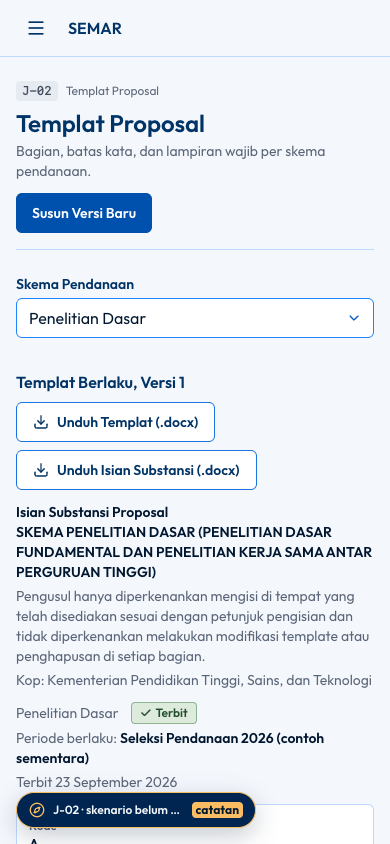 SEMAR
J-02 Templat Proposal
Templat Proposal
Bagian, batas kata, dan lampiran wajib per skema
pendanaan.
Susun Versi Baru
Skema Pendanaan
Penelitian Dasar
Templat Berlaku, Versi 1
Unduh Templat (.docx)
Unduh Isian Substansi (.docx)
Isian Substansi Proposal
SKEMA PENELITIAN DASAR (PENELITIAN DASAR
FUNDAMENTAL DAN PENELITIAN KERJA SAMA ANTAR
PERGURUAN TINGGI)
Pengusul hanya diperkenankan mengisi di tempat yang
telah disediakan sesuai dengan petunjuk pengisian dan
tidak diperkenankan melakukan modifikasi template atau
penghapusan di setiap bagian.
Kop: Kementerian Pendidikan Tinggi, Sains, dan Teknologi
Penelitian Dasar Terbit
Periode berlaku: Seleksi Pendanaan 2026 (contoh
sementara)
Terbit 23 September 2026
J-02 · skenario belum ... catatan